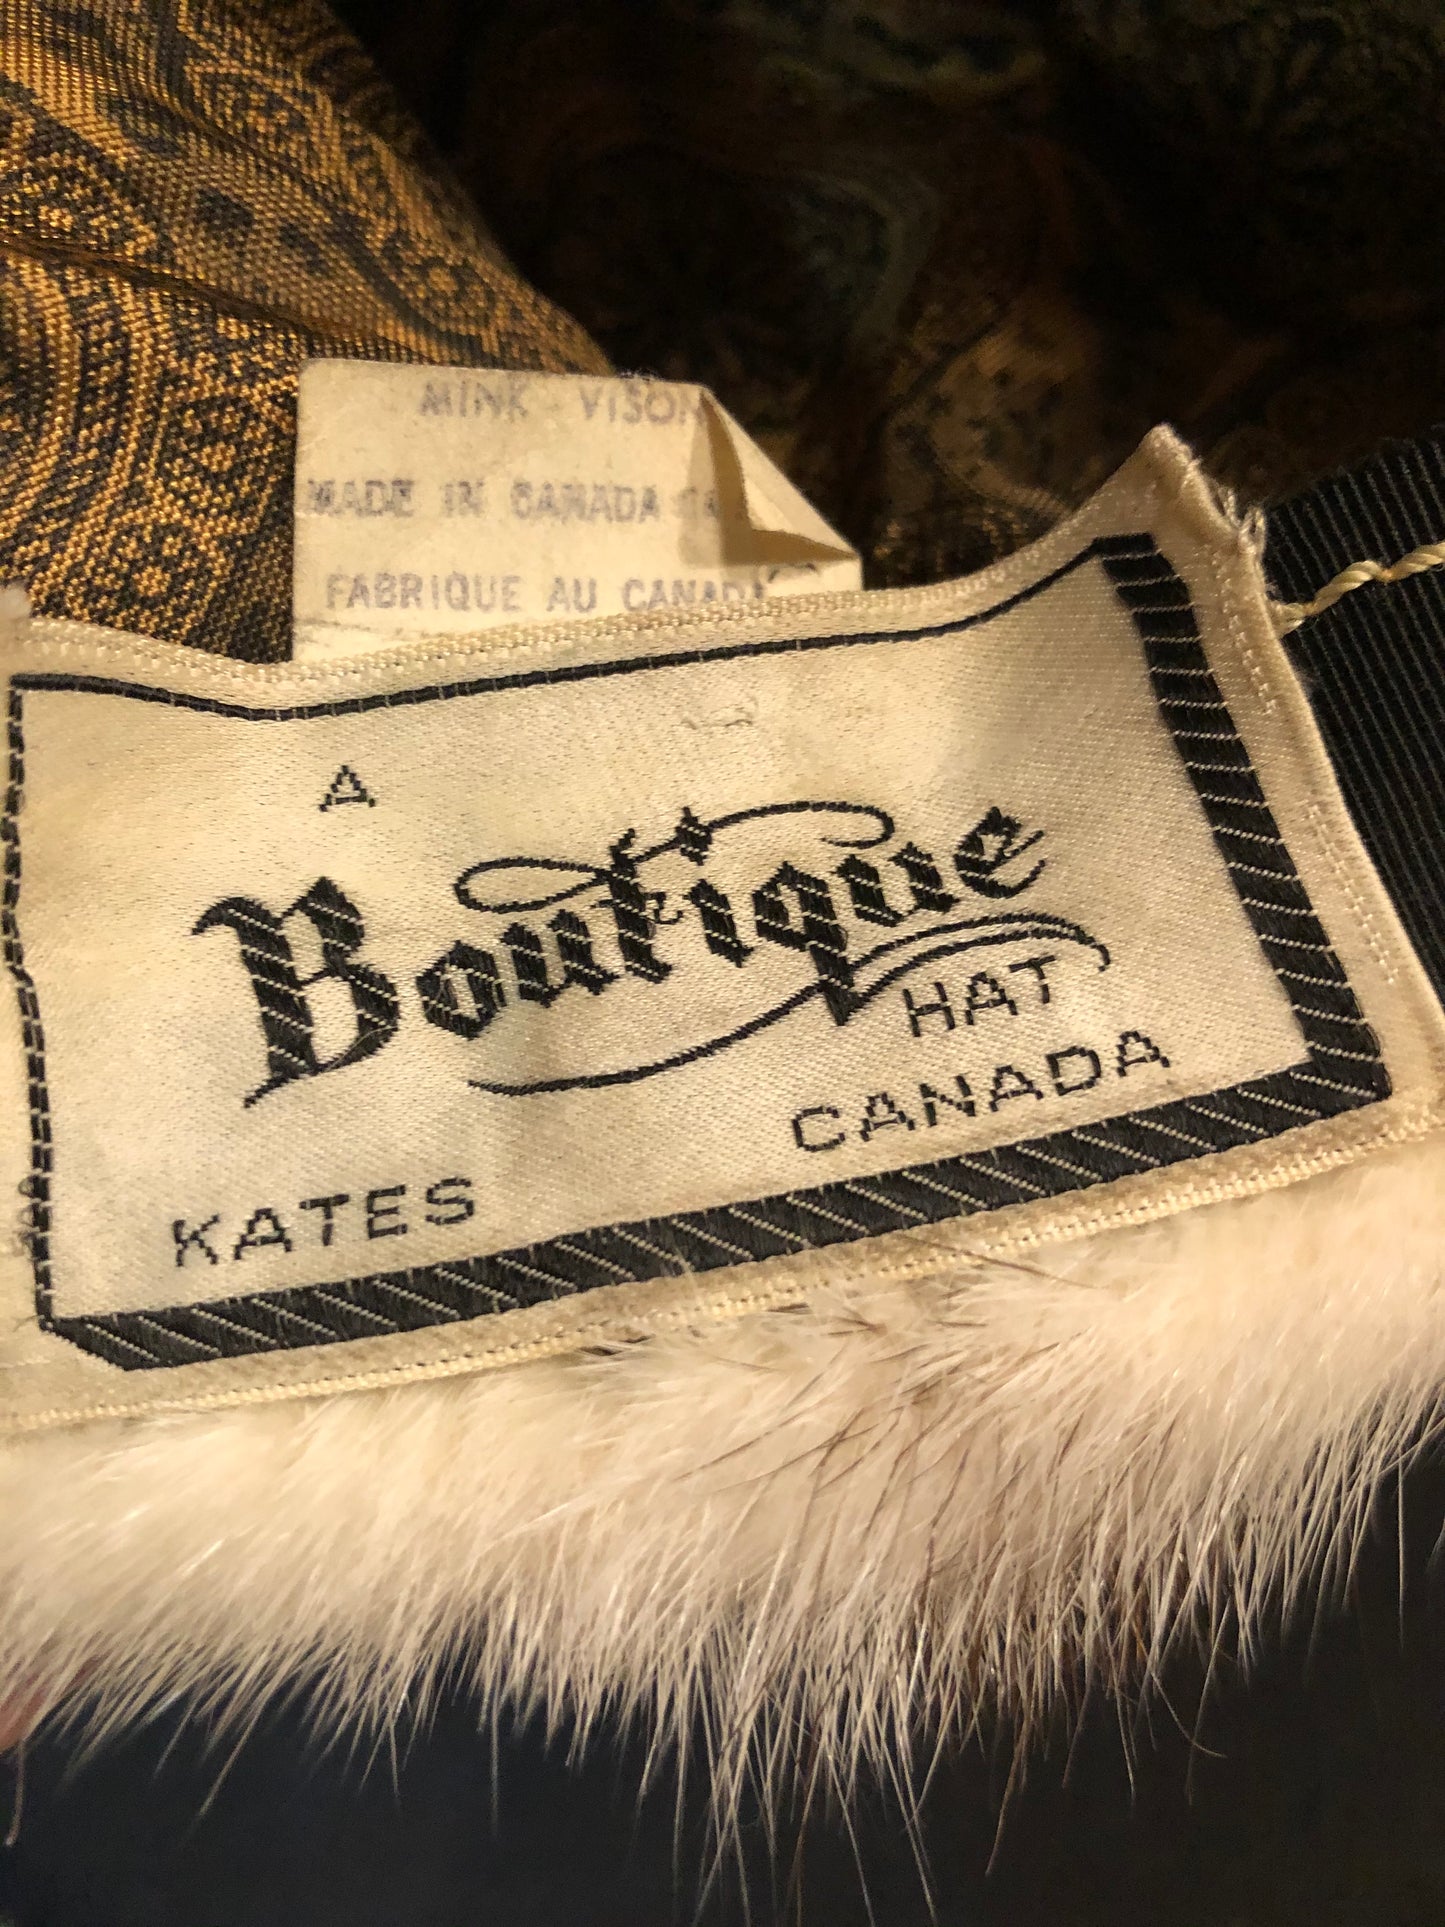 MINK VISON
MADE IN CANADA
FABRIQUE AU CANADA
A
Boutique
HAT
CANADA
KATES